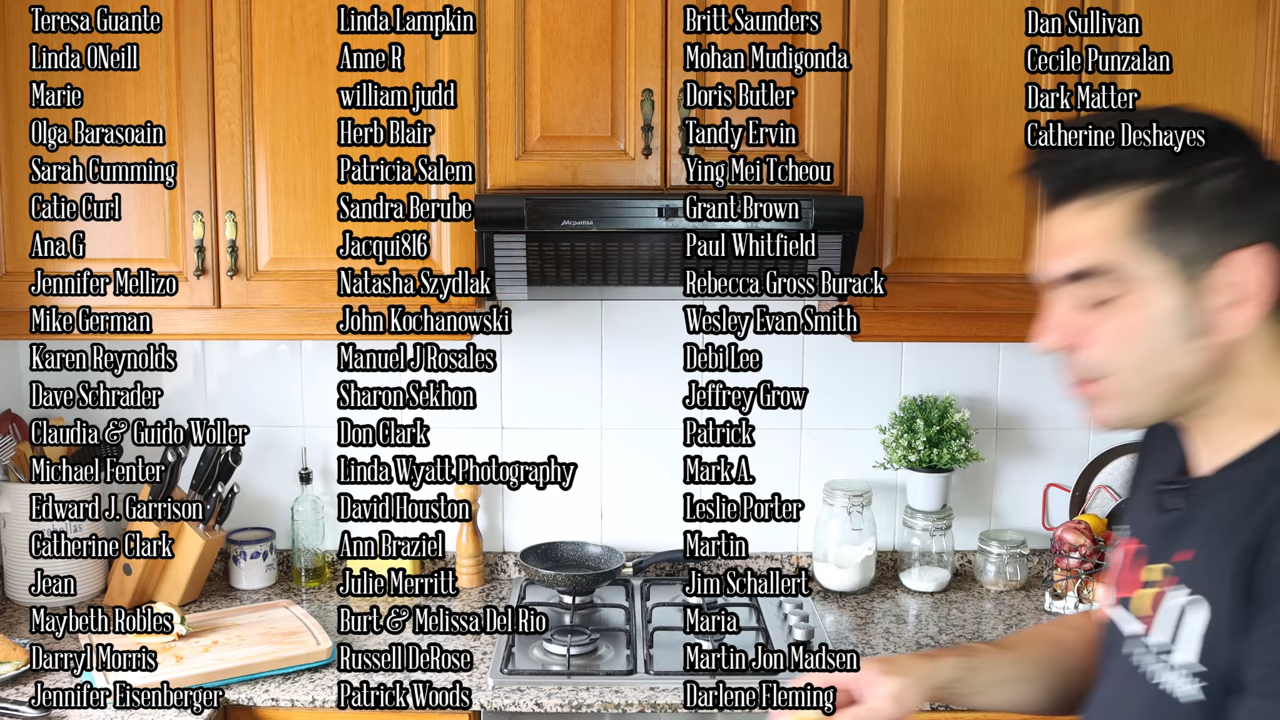 Teresa Guante
Linda ONeill
Marie
Olga Barasoain
Sarah Cumming
Catie Curl
Ana G
Jennifer Mellizo
Mike German
Karen Reynolds
Dave Schrader
Claudia & Guido Woller
Michael Fenter
Edward J. Garrison
Catherine Clark
Jean
Maybeth Robles
Darryl Morris
Jennifer Eisenberger
Linda Lampkin
Anne R
william judd
Herb Blair
Patricia Salem
Sandra Berube
Jacqui816
Natasha Szydlak
John Kochanowski
Manuel J Rosales
Sharon Sekhon
Don Clark
Linda Wyatt Photography
David Houston
Ann Braziel
Julie Merritt
Burt & Melissa Del Rio
Russell DeRose
Patrick Woods
Britt Saunders
Mohan Mudigonda
Doris Butler
Tandy Ervin
Ying Mei Tcheou
Grant Brown
Paul Whitfield
Rebecca Gross Burack
Wesley Evan Smith
Debi Lee
Jeffrey Grow
Patrick
Mark A.
Leslie Porter
Martin
Jim Schallert
Maria
Martin Jon Madsen
Darlene Fleming
Dan Sullivan
Cecile Punzalan
Dark Matter
Catherine Deshayes
Mepamsa